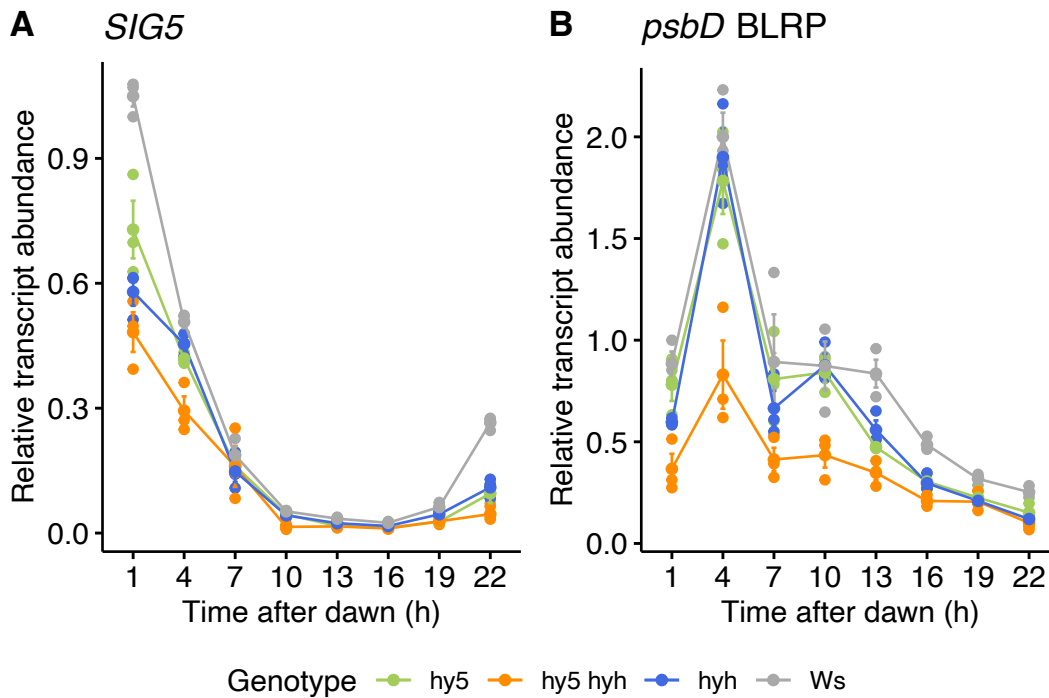 A SIG5
Relative transcript abundance
0.9
0.6
0.3
0.0
1 4 7 10 13 16 19 22
Time after dawn (h)
B psbD BLRP
Relative transcript abundance
2.0
1.5
1.0
0.5
0.0
1 4 7 10 13 16 19 22
Time after dawn (h)
Genotype hy5 hy5 hyh hyh Ws